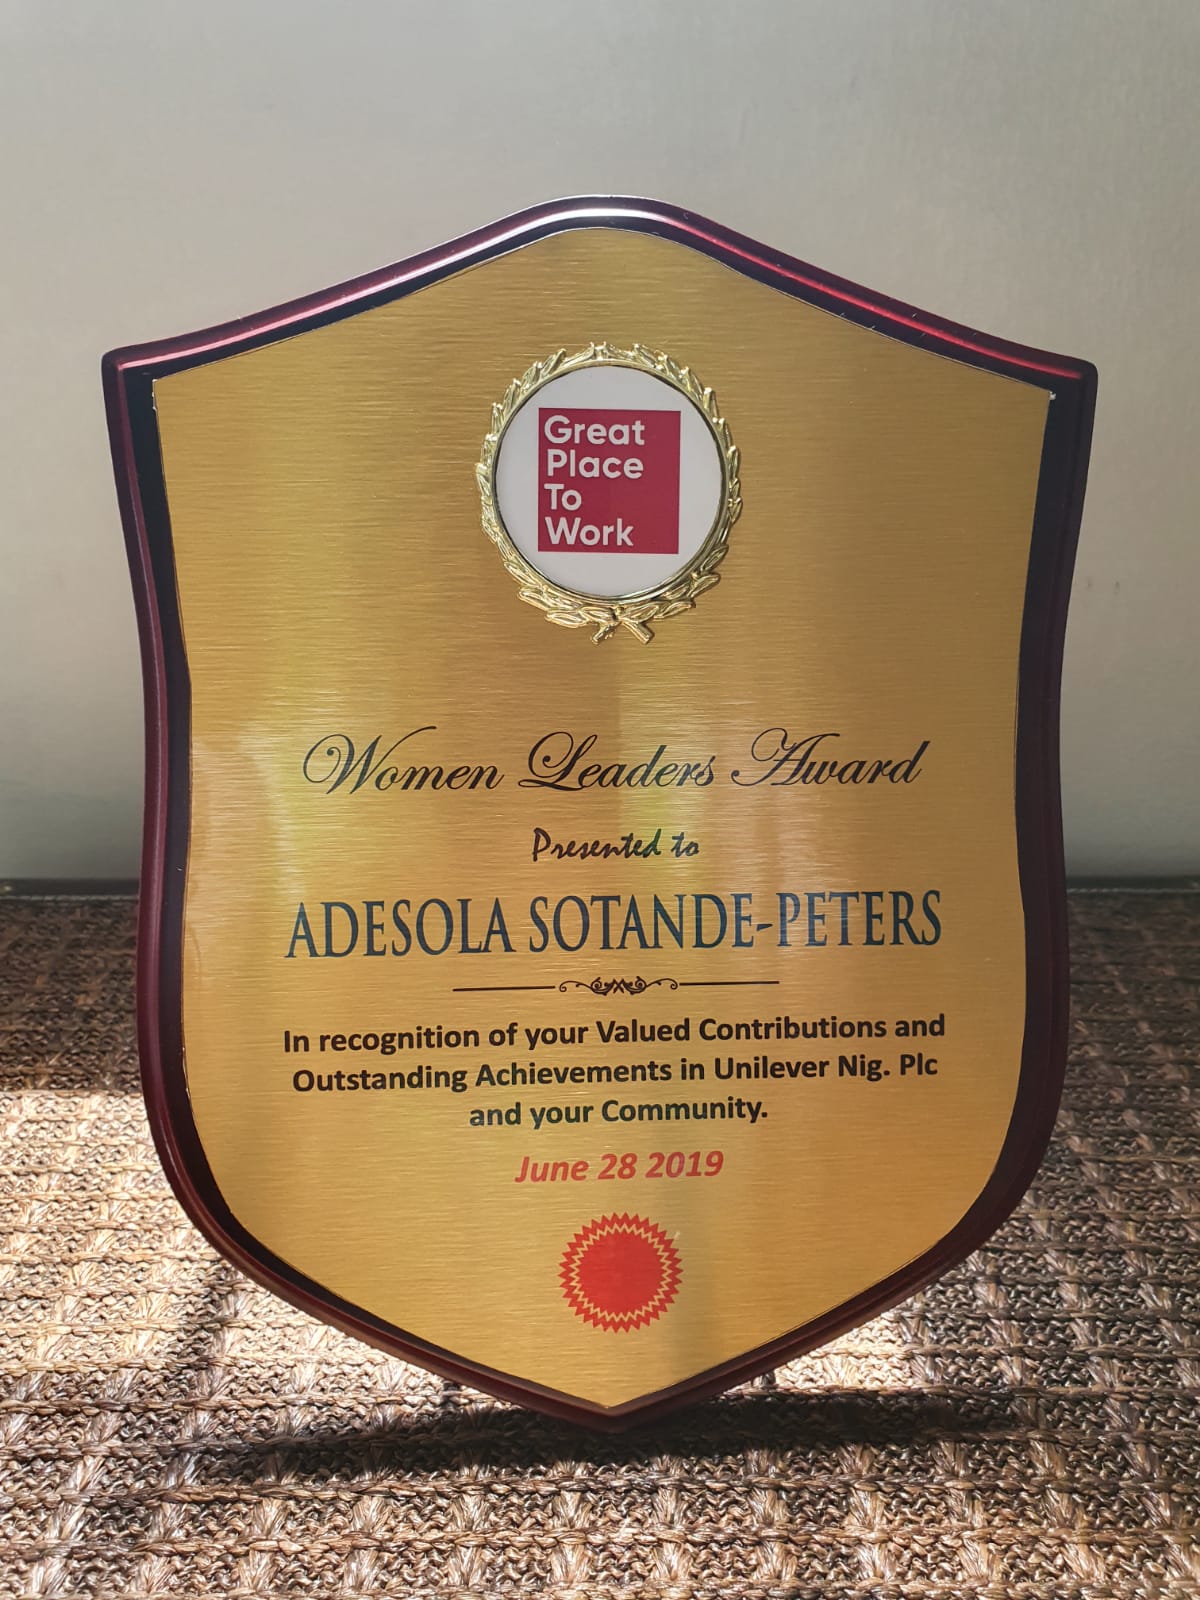 Great
Place
To
Work
Women Leaders Award
Presented to
ADESOLA SOTANDE-PETERS
In recognition of your Valued Contributions and
Outstanding Achievements in Unilever Nig. Plc
and your Community.
June 28 2019